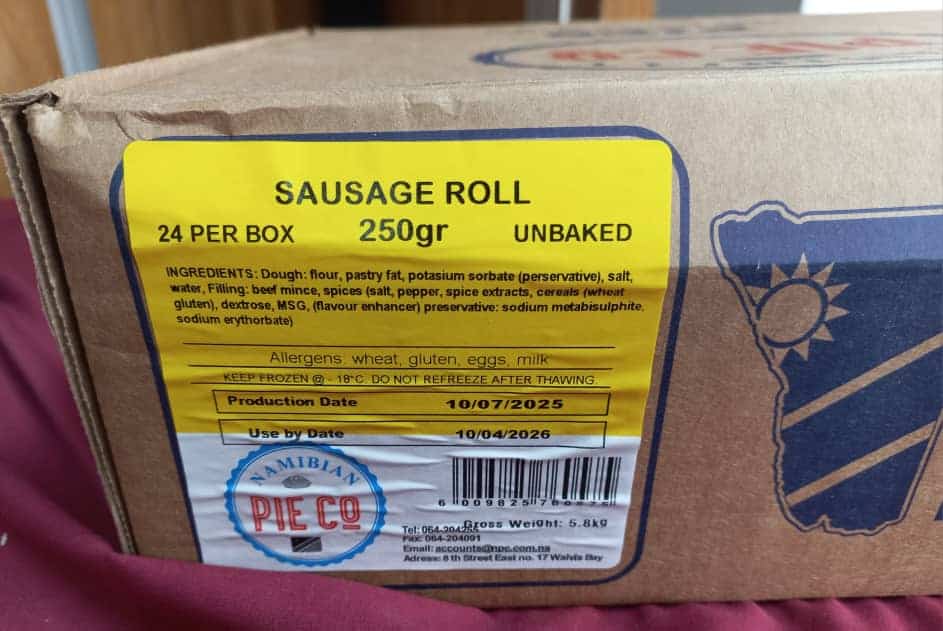 SAUSAGE ROLL
24 PER BOX 250gr UNBAKED
INGREDIENTS: Dough: flour, pastry fat, potasium sorbate (perservative), salt,
water, Filling: beef mince, spices (salt, pepper, spice extracts, cereals (wheat
gluten), dextrose, MSG, (flavour enhancer) preservative: sodium metabisulphite,
sodium erythorbate)
Allergens: wheat, gluten, eggs, milk
KEEP FROZEN @ - 18°C. DO NOT REFREEZE AFTER THAWING.
Production Date 10/07/2025
Use by Date 10/04/2026
NAMIBIAN
PIE CO
Gross Weight: 5.8kg
Tel: 064-204255
Fax: 064-204091
Email: accounts@npc.com.na
Adress: 8 th Street East no. 17 Walvis Bay